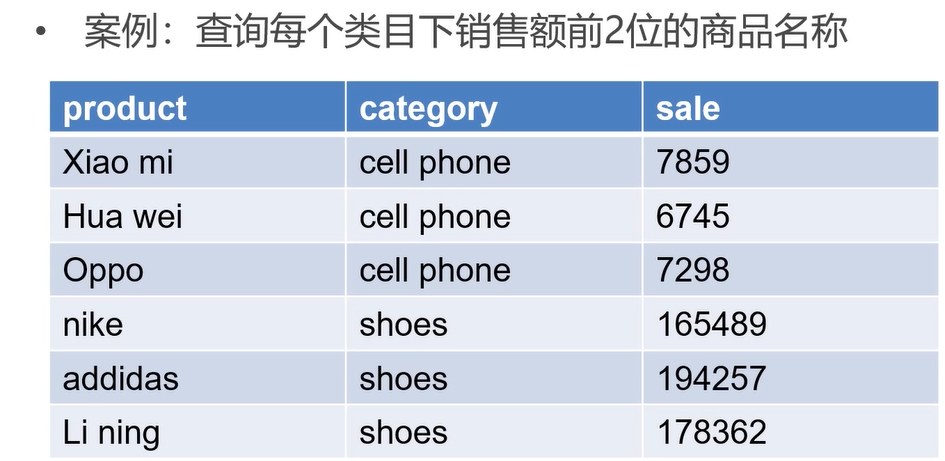 • 案例：查询每个类目下销售额前2位的商品名称
product category sale
Xiao mi cell phone 7859
Hua wei cell phone 6745
Oppo cell phone 7298
nike shoes 165489
addidas shoes 194257
Li ning shoes 178362